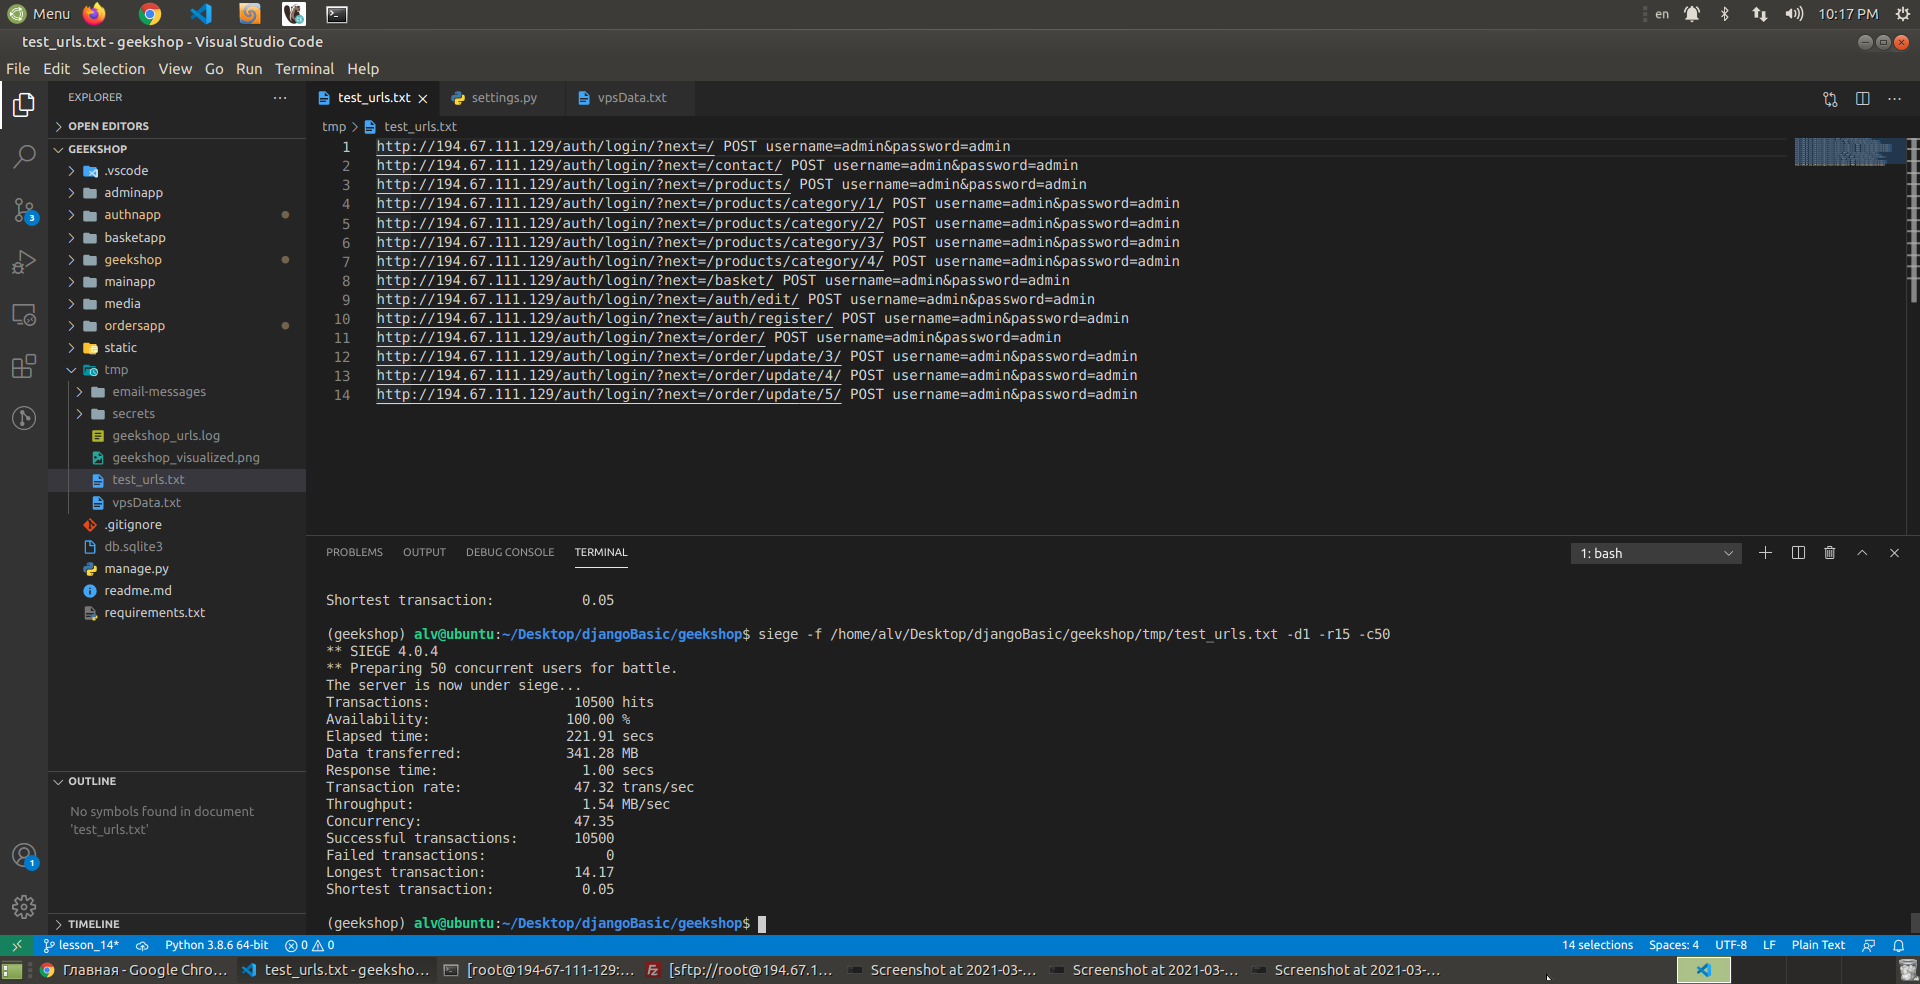 Menu
en
10:17 PM
test_urls.txt - geekshop - Visual Studio Code
File Edit Selection View Go Run Terminal Help
EXPLORER
OPEN EDITORS
GEEKSHOP
.vscode
adminapp
authnapp
basketapp
geekshop
mainapp
media
ordersapp
static
tmp
email-messages
secrets
geekshop_urls.log
geekshop_visualized.png
test_urls.txt
vpsData.txt
.gitignore
db.sqlite3
manage.py
readme.md
requirements.txt
OUTLINE
No symbols found in document
'test_urls.txt'
TIMELINE
3
1
test_urls.txt settings.py vpsData.txt
tmp > test_urls.txt
1 http://194.67.111.129/auth/login/?next=/ POST username=admin&password=admin
2 http://194.67.111.129/auth/login/?next=/contact/ POST username=admin&password=admin
3 http://194.67.111.129/auth/login/?next=/products/ POST username=admin&password=admin
4 http://194.67.111.129/auth/login/?next=/products/category/1/ POST username=admin&password=admin
5 http://194.67.111.129/auth/login/?next=/products/category/2/ POST username=admin&password=admin
6 http://194.67.111.129/auth/login/?next=/products/category/3/ POST username=admin&password=admin
7 http://194.67.111.129/auth/login/?next=/products/category/4/ POST username=admin&password=admin
8 http://194.67.111.129/auth/login/?next=/basket/ POST username=admin&password=admin
9 http://194.67.111.129/auth/login/?next=/auth/edit/ POST username=admin&password=admin
10 http://194.67.111.129/auth/login/?next=/auth/register/ POST username=admin&password=admin
11 http://194.67.111.129/auth/login/?next=/order/ POST username=admin&password=admin
12 http://194.67.111.129/auth/login/?next=/order/update/3/ POST username=admin&password=admin
13 http://194.67.111.129/auth/login/?next=/order/update/4/ POST username=admin&password=admin
14 http://194.67.111.129/auth/login/?next=/order/update/5/ POST username=admin&password=admin
PROBLEMS OUTPUT DEBUG CONSOLE TERMINAL
1: bash
Shortest transaction: 0.05
(geekshop) alv@ubuntu:~/Desktop/djangoBasic/geekshop$ siege -f /home/alv/Desktop/djangoBasic/geekshop/tmp/test_urls.txt -d1 -r15 -c50
** SIEGE 4.0.4
** Preparing 50 concurrent users for battle.
The server is now under siege...
Transactions: 10500 hits
Availability: 100.00 %
Elapsed time: 221.91 secs
Data transferred: 341.28 MB
Response time: 1.00 secs
Transaction rate: 47.32 trans/sec
Throughput: 1.54 MB/sec
Concurrency: 47.35
Successful transactions: 10500
Failed transactions: 0
Longest transaction: 14.17
Shortest transaction: 0.05
(geekshop) alv@ubuntu:~/Desktop/djangoBasic/geekshop$
lesson_14* Python 3.8.6 64-bit 0 0
14 selections Spaces: 4 UTF-8 LF Plain Text
Главная - Google Chro... test_urls.txt - geeksho... [root@194-67-111-129:... [sftp://root@194.67.1... Screenshot at 2021-03-... Screenshot at 2021-03-... Screenshot at 2021-03-...